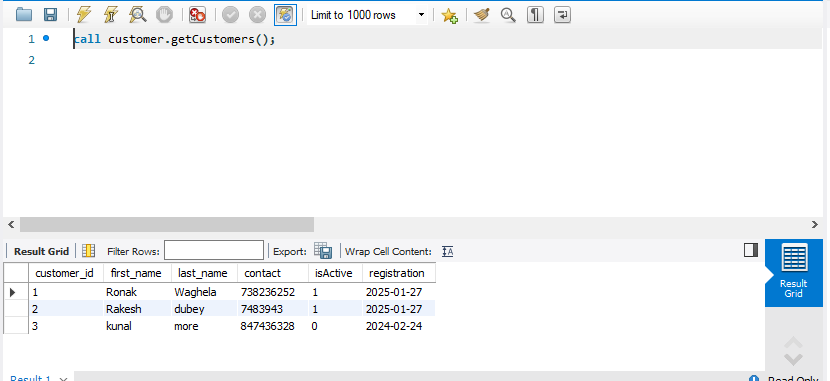 Limit to 1000 rows
1 call customer.getCustomers();
2
Result Grid Filter Rows: Export: Wrap Cell Content: IA
customer_id first_name last_name contact isActive registration
1 Ronak Waghela 738236252 1 2025-01-27
2 Rakesh dubey 7483943 1 2025-01-27
3 kunal more 847436328 0 2024-02-24
Result
Grid
Result 1 Read Only